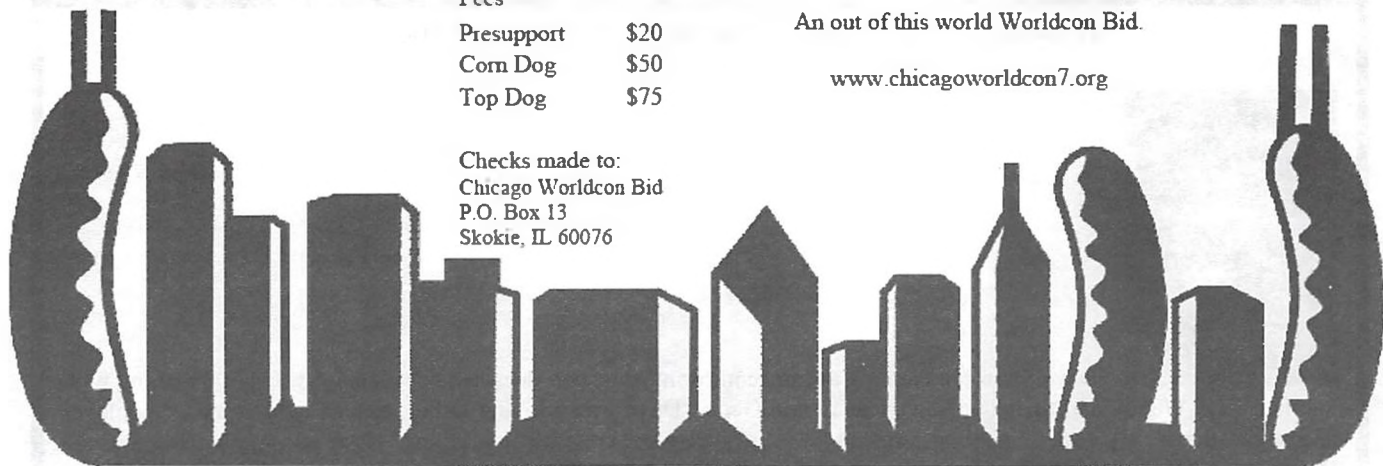 Fees
Presupport $20
Corn Dog $50
Top Dog $75
Checks made to:
Chicago Worldcon Bid
P.O. Box 13
Skokie, IL 60076
An out of this world Worldcon Bid.
www.chicagoworldcon7.org